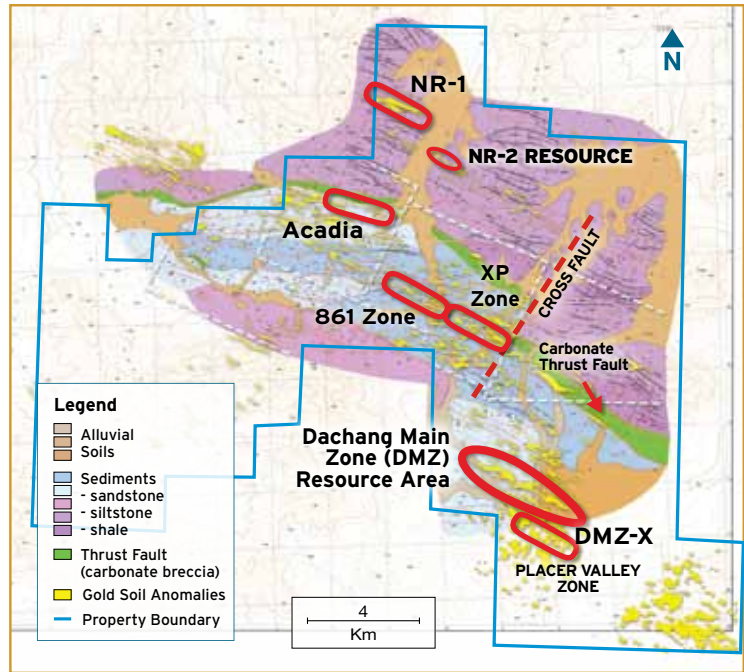 N
NR-1
NR-2 RESOURCE
Acadia
XP
Zone
CROSS FAULT
861 Zone
Carbonate
Thrust Fault
Dachang Main
Zone (DMZ)
Resource Area
DMZ-X
PLACER VALLEY
ZONE
Legend
Alluvial
Soils
Sediments
- sandstone
- siltstone
- shale
Thrust Fault
(carbonate breccia)
Gold Soil Anomalies
Property Boundary
4
Km